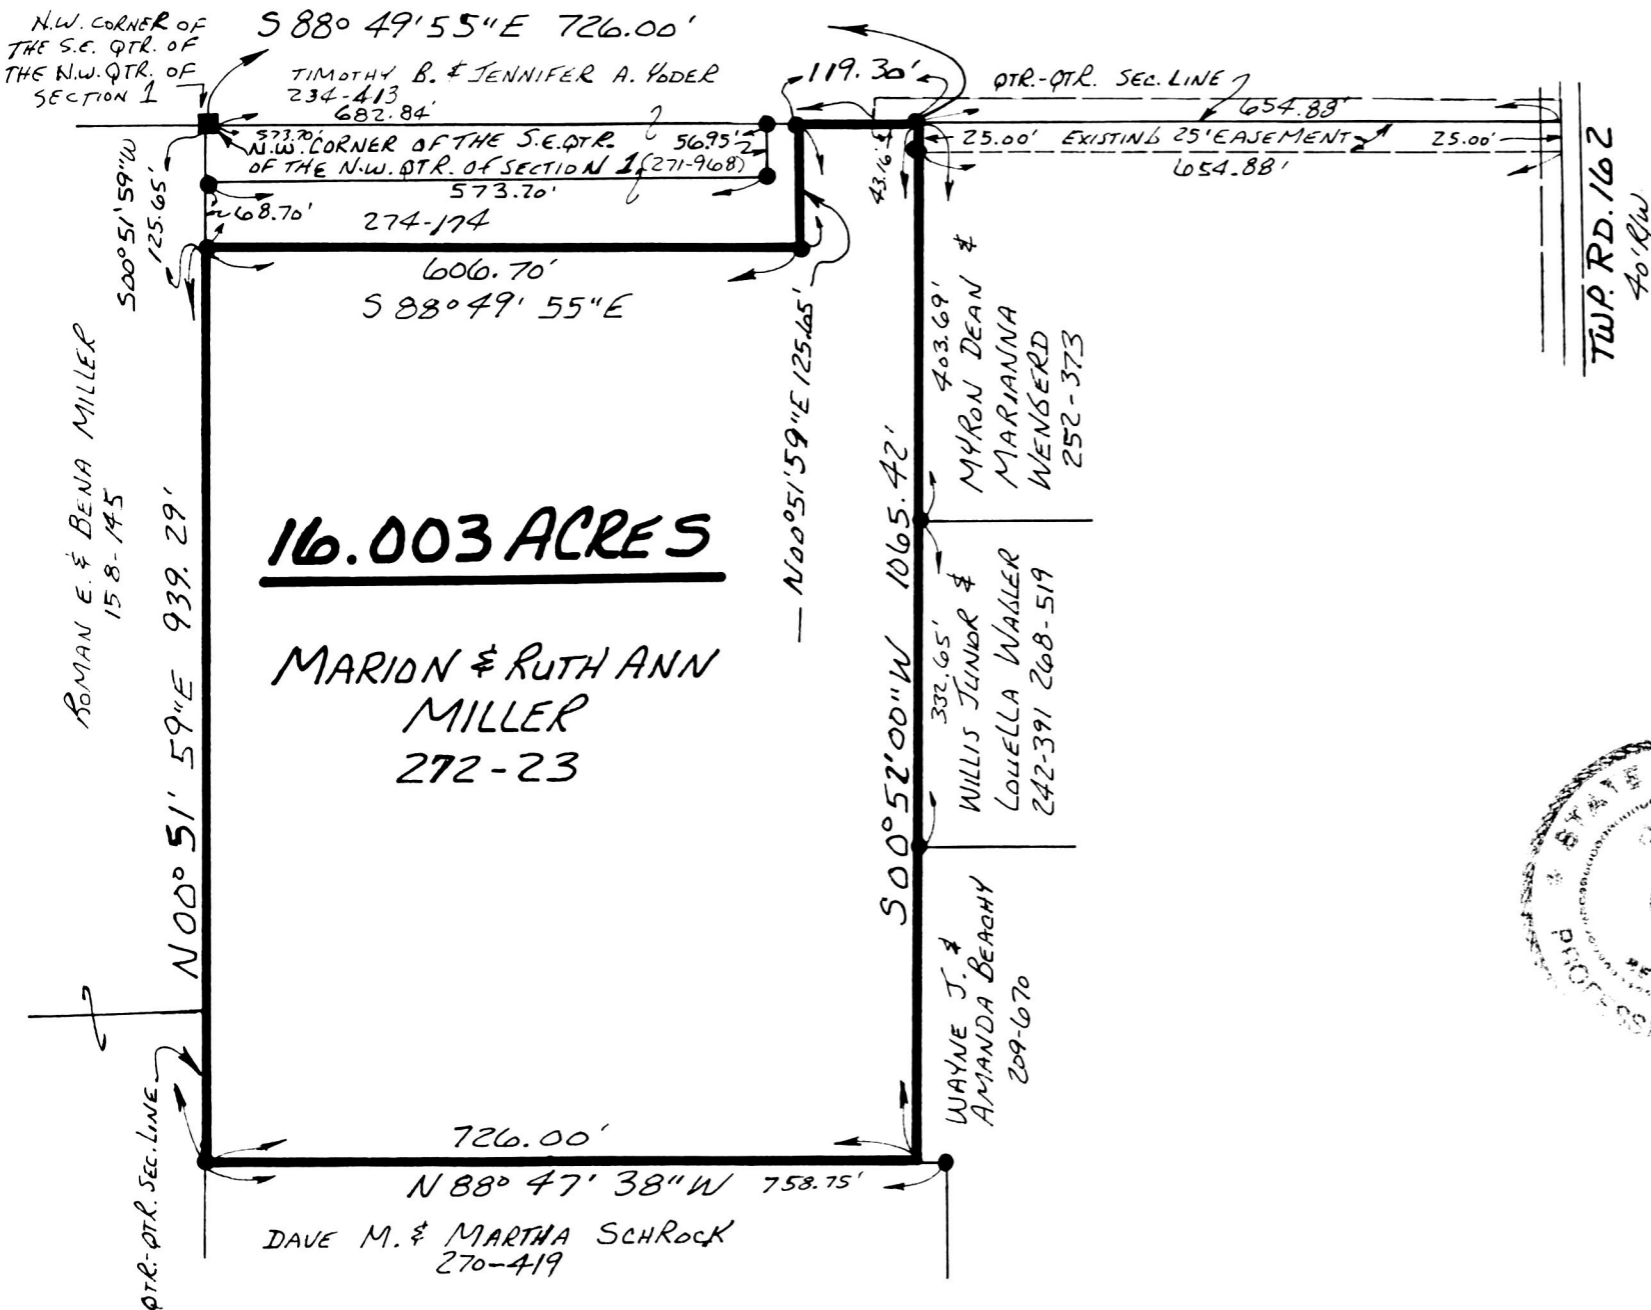 N.W. CORNER OF
THE S.E. QTR. OF
THE N.W. QTR. OF
SECTION 1
S 88° 49' 55" E 726.00'
TIMOTHY B. & JENNIFER A. YODER
234-413
682.84'
119.30'
QTR.-QTR. SEC. LINE
654.88'
573.70'
N.W. CORNER OF THE S.E. QTR.
OF THE N.W. QTR. OF SECTION 1 (271-968)
56.95'
573.70'
25.00' EXISTING 25' EASEMENT 25.00'
654.88'
43.16'
TWP. RD. 162
40' R/W
S00° 51' 59" W
125.65'
68.70'
274-174
606.70'
S 88° 49' 55" E
N00° 51' 59" E 125.65'
403.69'
MYRON DEAN &
MARIANNA
WENGERD
252-373
ROMAN E. & BENA MILLER
158-145
N 00° 51' 59" E 939.29'
16.003 ACRES
MARION & RUTH ANN
MILLER
272-23
S 00° 52' 00" W 1065.42'
332.65'
WILLIS JUNIOR &
LOUELLA WABLER
242-391 268-519
WAYNE J. &
AMANDA BEACHY
209-670
QTR.-QTR. SEC. LINE
726.00'
N 88° 47' 38" W 758.75'
DAVE M. & MARTHA SCHROCK
270-419
STATE